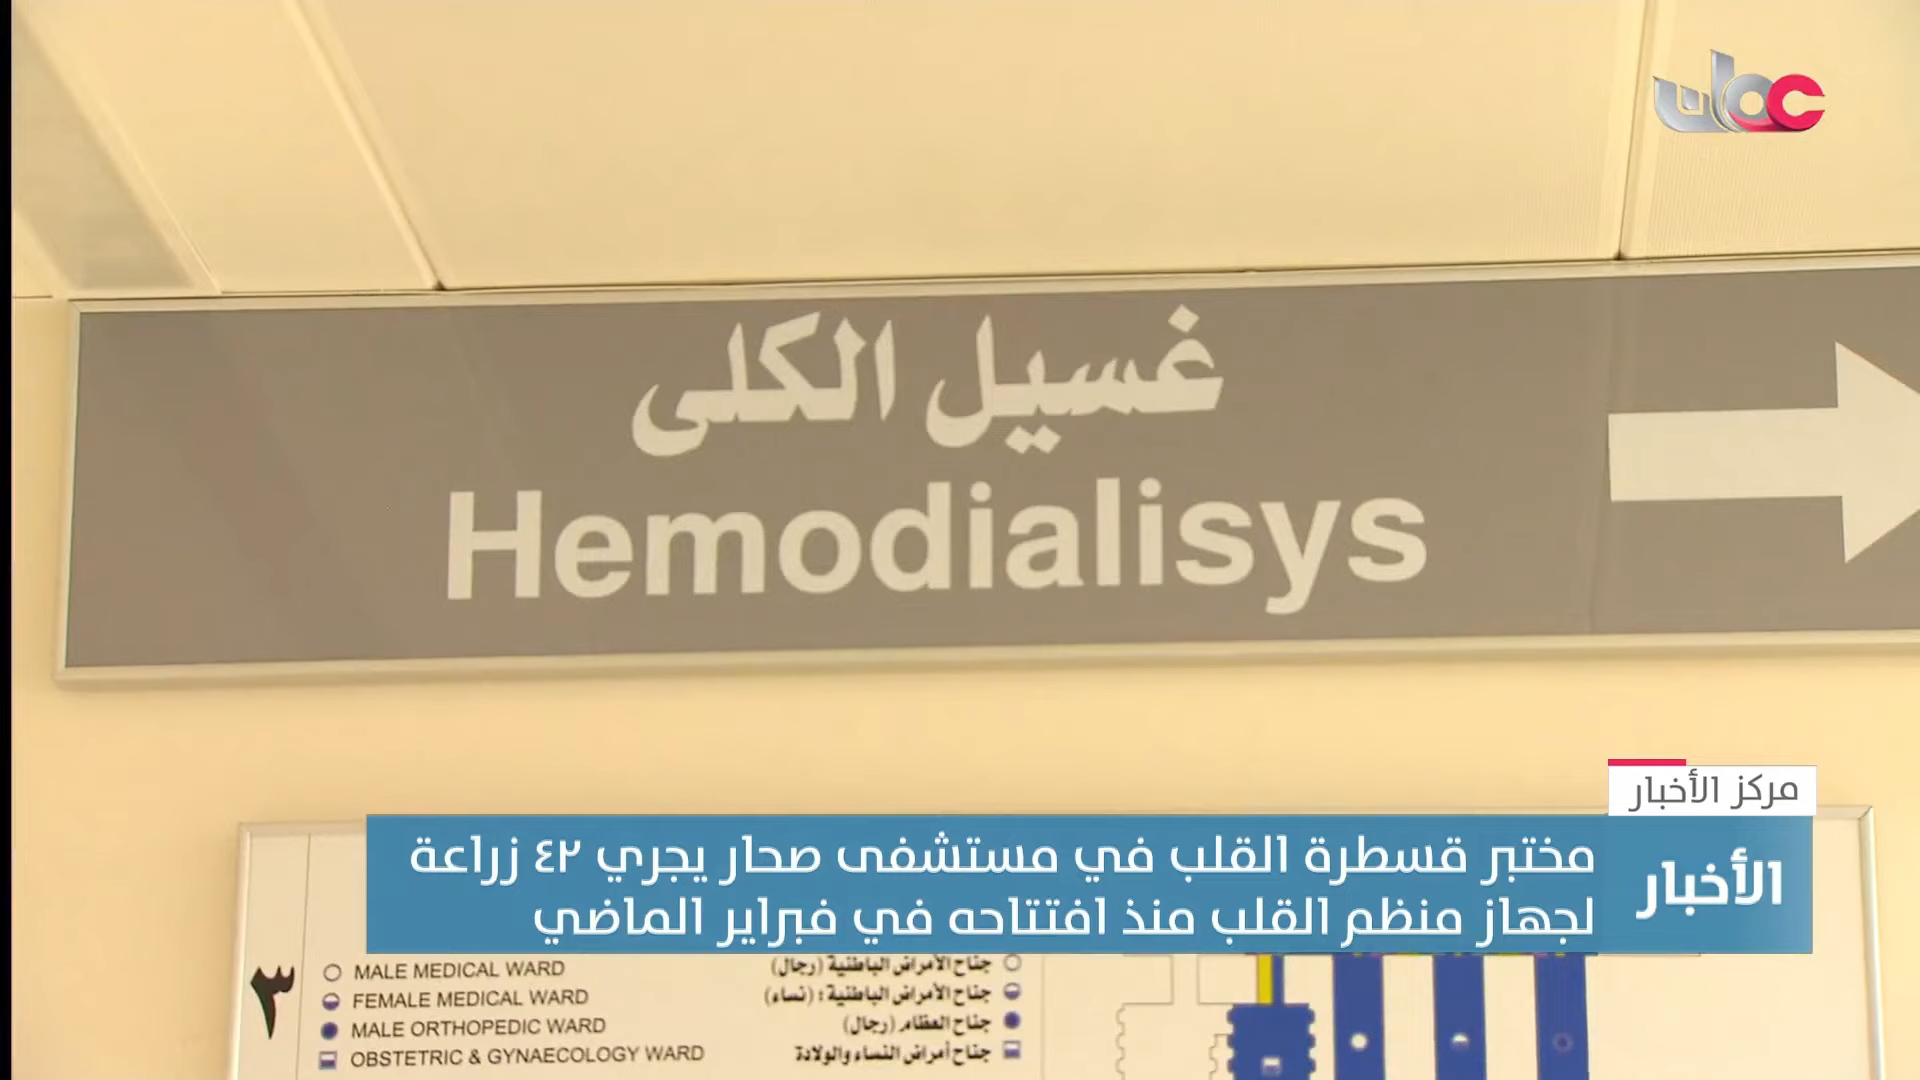 عمان
غسيل الكلى
Hemodialisys
مركز الأخبار
الأخبار
مختبر قسطرة القلب في مستشفى صحار يجري ٤٢ زراعة
لجهاز منظم القلب منذ افتتاحه في فبراير الماضي
٣
MALE MEDICAL WARD
جناح الأمراض الباطنية (رجال)
FEMALE MEDICAL WARD
جناح الأمراض الباطنية : (نساء)
MALE ORTHOPEDIC WARD
جناح العظام (رجال)
OBSTETRIC & GYNAECOLOGY WARD
جناح أمراض النساء والولادة